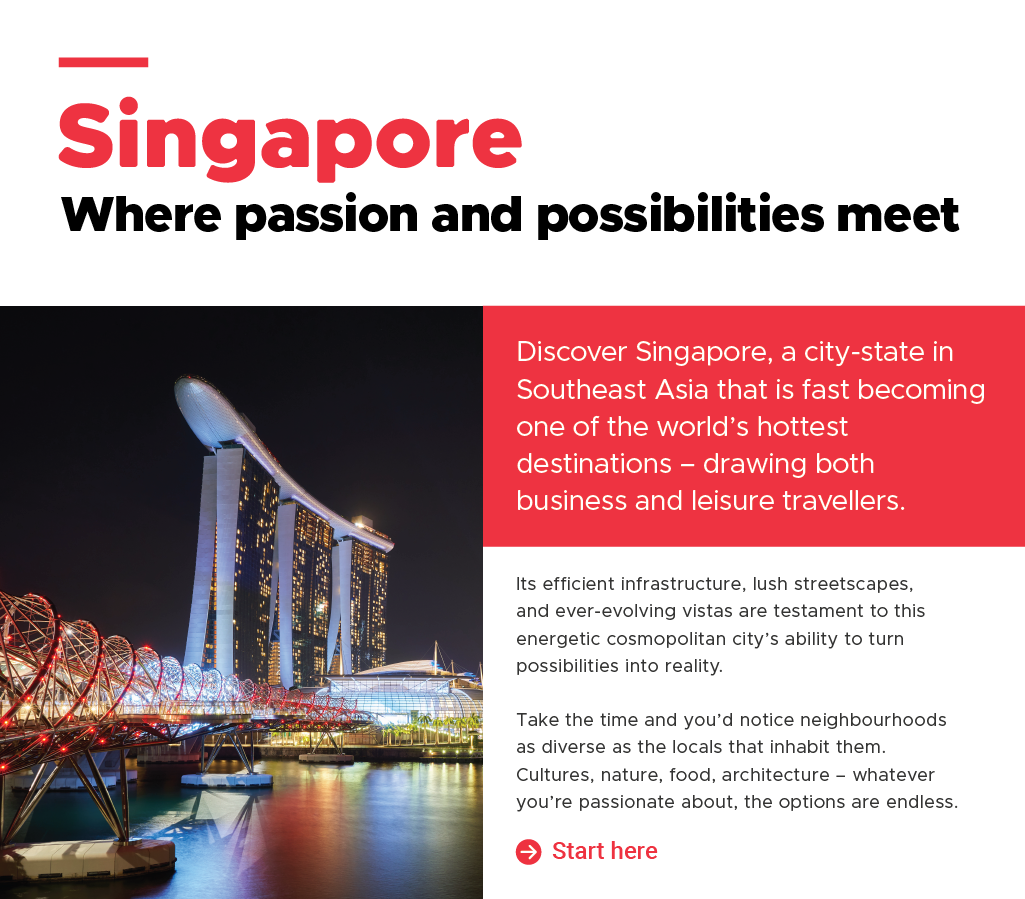 Singapore
Where passion and possibilities meet
Discover Singapore, a city-state in
Southeast Asia that is fast becoming
one of the world’s hottest
destinations – drawing both
business and leisure travellers.
Its efficient infrastructure, lush streetscapes,
and ever-evolving vistas are testament to this
energetic cosmopolitan city’s ability to turn
possibilities into reality.
Take the time and you’d notice neighbourhoods
as diverse as the locals that inhabit them.
Cultures, nature, food, architecture – whatever
you’re passionate about, the options are endless.
Start here